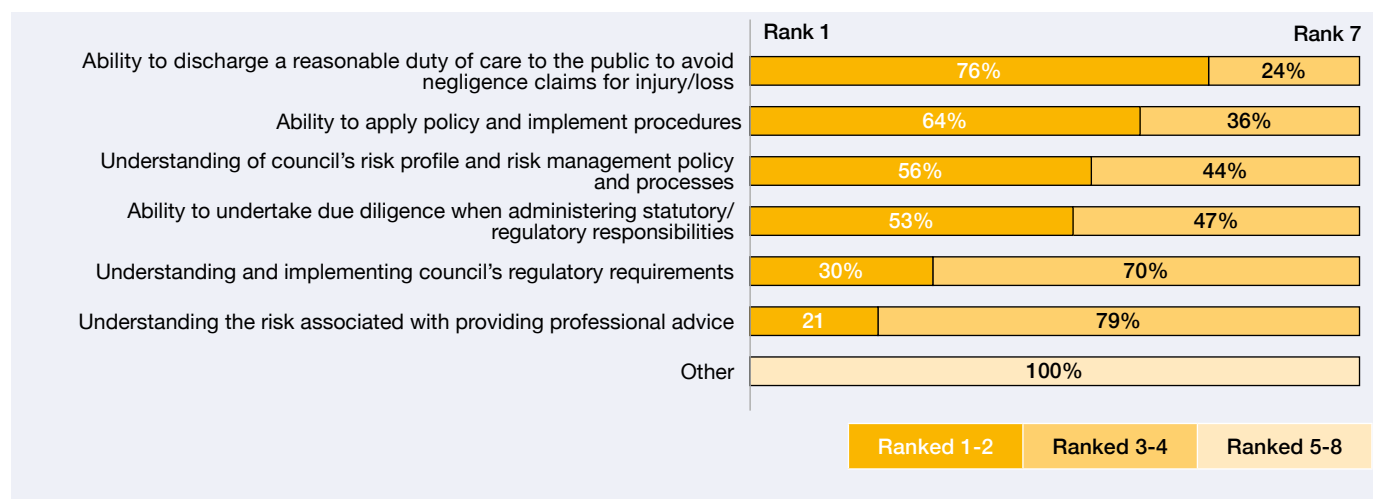 Rank 1
Rank 7
Ability to discharge a reasonable duty of care to the public to avoid
negligence claims for injury/loss
76%
24%
Ability to apply policy and implement procedures
64%
36%
Understanding of council’s risk profile and risk management policy
and processes
56%
44%
Ability to undertake due diligence when administering statutory/
regulatory responsibilities
53%
47%
Understanding and implementing council’s regulatory requirements
30%
70%
Understanding the risk associated with providing professional advice
21
79%
Other
100%
Ranked 1-2
Ranked 3-4
Ranked 5-8